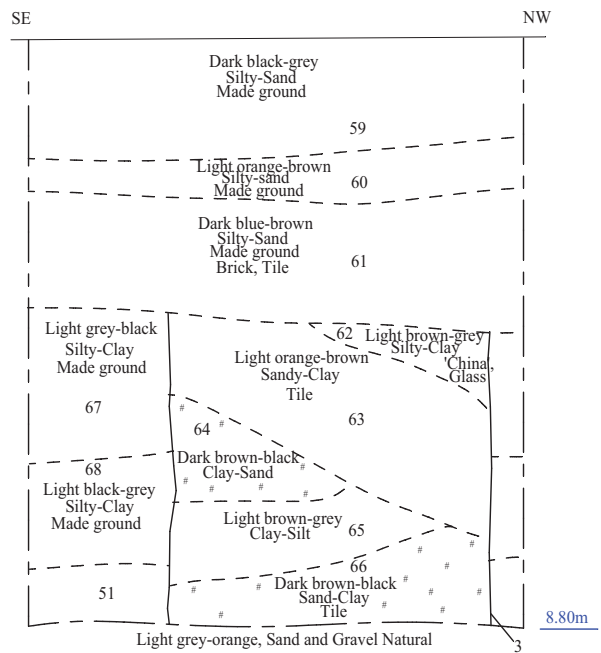 SE
NW
Dark black-grey
Silty-Sand
Made ground
59
Light orange-brown
Silty-sand
Made ground
60
Dark blue-brown
Silty-Sand
Made ground
Brick, Tile
61
Light grey-black
Silty-Clay
Made ground
67
62
Light brown-grey
Silty-Clay
'China',
Glass
Light orange-brown
Sandy-Clay
Tile
63
64
Dark brown-black
Clay-Sand
68
Light black-grey
Silty-Clay
Made ground
Light brown-grey
Clay-Silt
65
66
Dark brown-black
Sand-Clay
Tile
51
8.80m
Light grey-orange, Sand and Gravel Natural
3